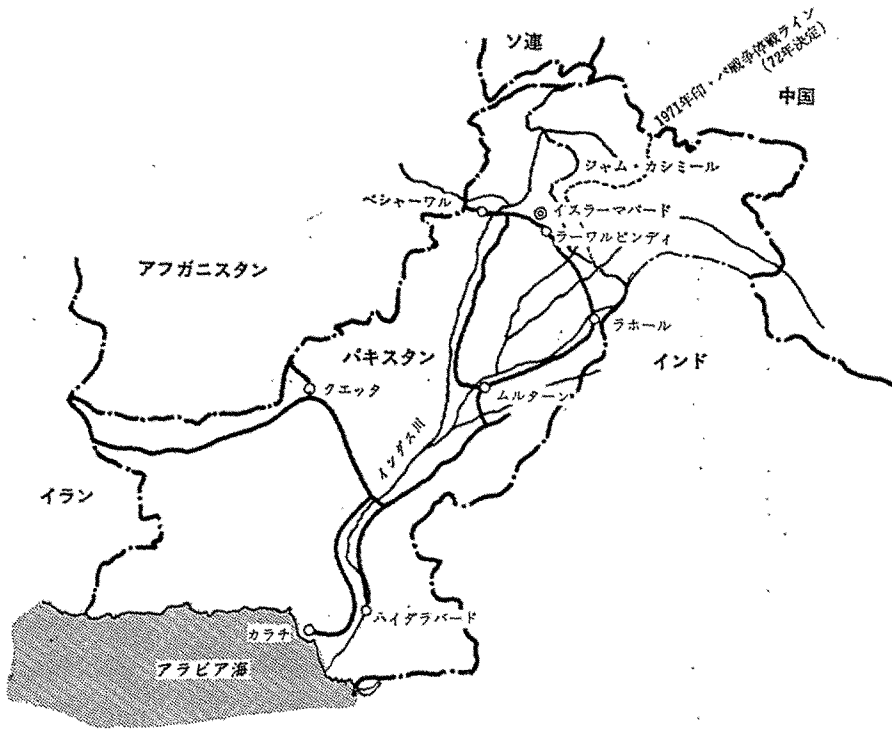 ソ連
1971年印・パ戦争停戦ライン
(72年決定)
中国
ジャム・カシミール
ペシャーワル
イスラーマバード
ラーワルピンディ
アフガニスタン
ラホール
パキスタン
インド
クエッタ
ムルターン
インダス川
イラン
ハイダラバード
カラチ
アラビア海